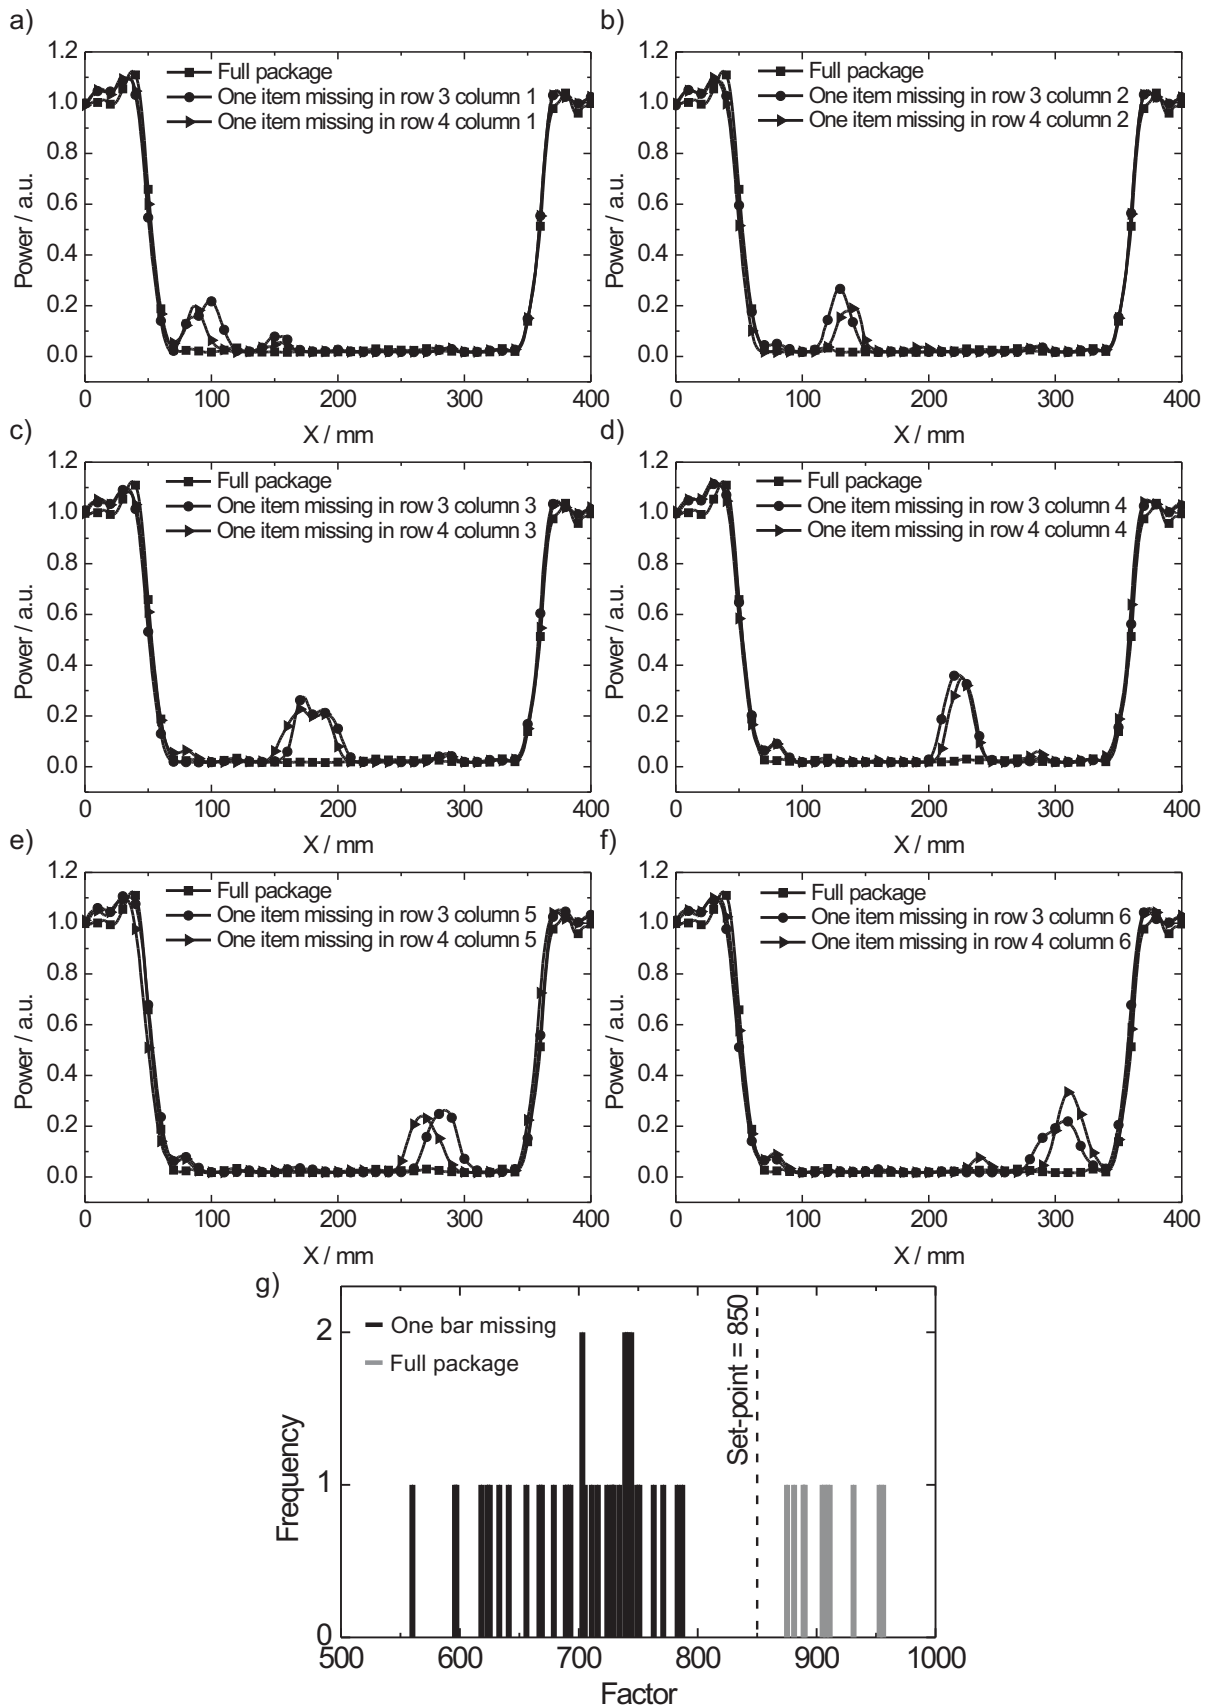 a)
1.2
1.0
0.8
0.6
0.4
0.2
0.0
Power / a.u.
Full package
One item missing in row 3 column 1
One item missing in row 4 column 1
0 100 200 300 400
X / mm
b)
1.2
1.0
0.8
0.6
0.4
0.2
0.0
Power / a.u.
Full package
One item missing in row 3 column 2
One item missing in row 4 column 2
0 100 200 300 400
X / mm
c)
1.2
1.0
0.8
0.6
0.4
0.2
0.0
Power / a.u.
Full package
One item missing in row 3 column 3
One item missing in row 4 column 3
0 100 200 300 400
X / mm
d)
1.2
1.0
0.8
0.6
0.4
0.2
0.0
Power / a.u.
Full package
One item missing in row 3 column 4
One item missing in row 4 column 4
0 100 200 300 400
X / mm
e)
1.2
1.0
0.8
0.6
0.4
0.2
0.0
Power / a.u.
Full package
One item missing in row 3 column 5
One item missing in row 4 column 5
0 100 200 300 400
X / mm
f)
1.2
1.0
0.8
0.6
0.4
0.2
0.0
Power / a.u.
Full package
One item missing in row 3 column 6
One item missing in row 4 column 6
0 100 200 300 400
X / mm
g)
2
1
0
Frequency
One bar missing
Full package
Set-point = 850
500 600 700 800 900 1000
Factor